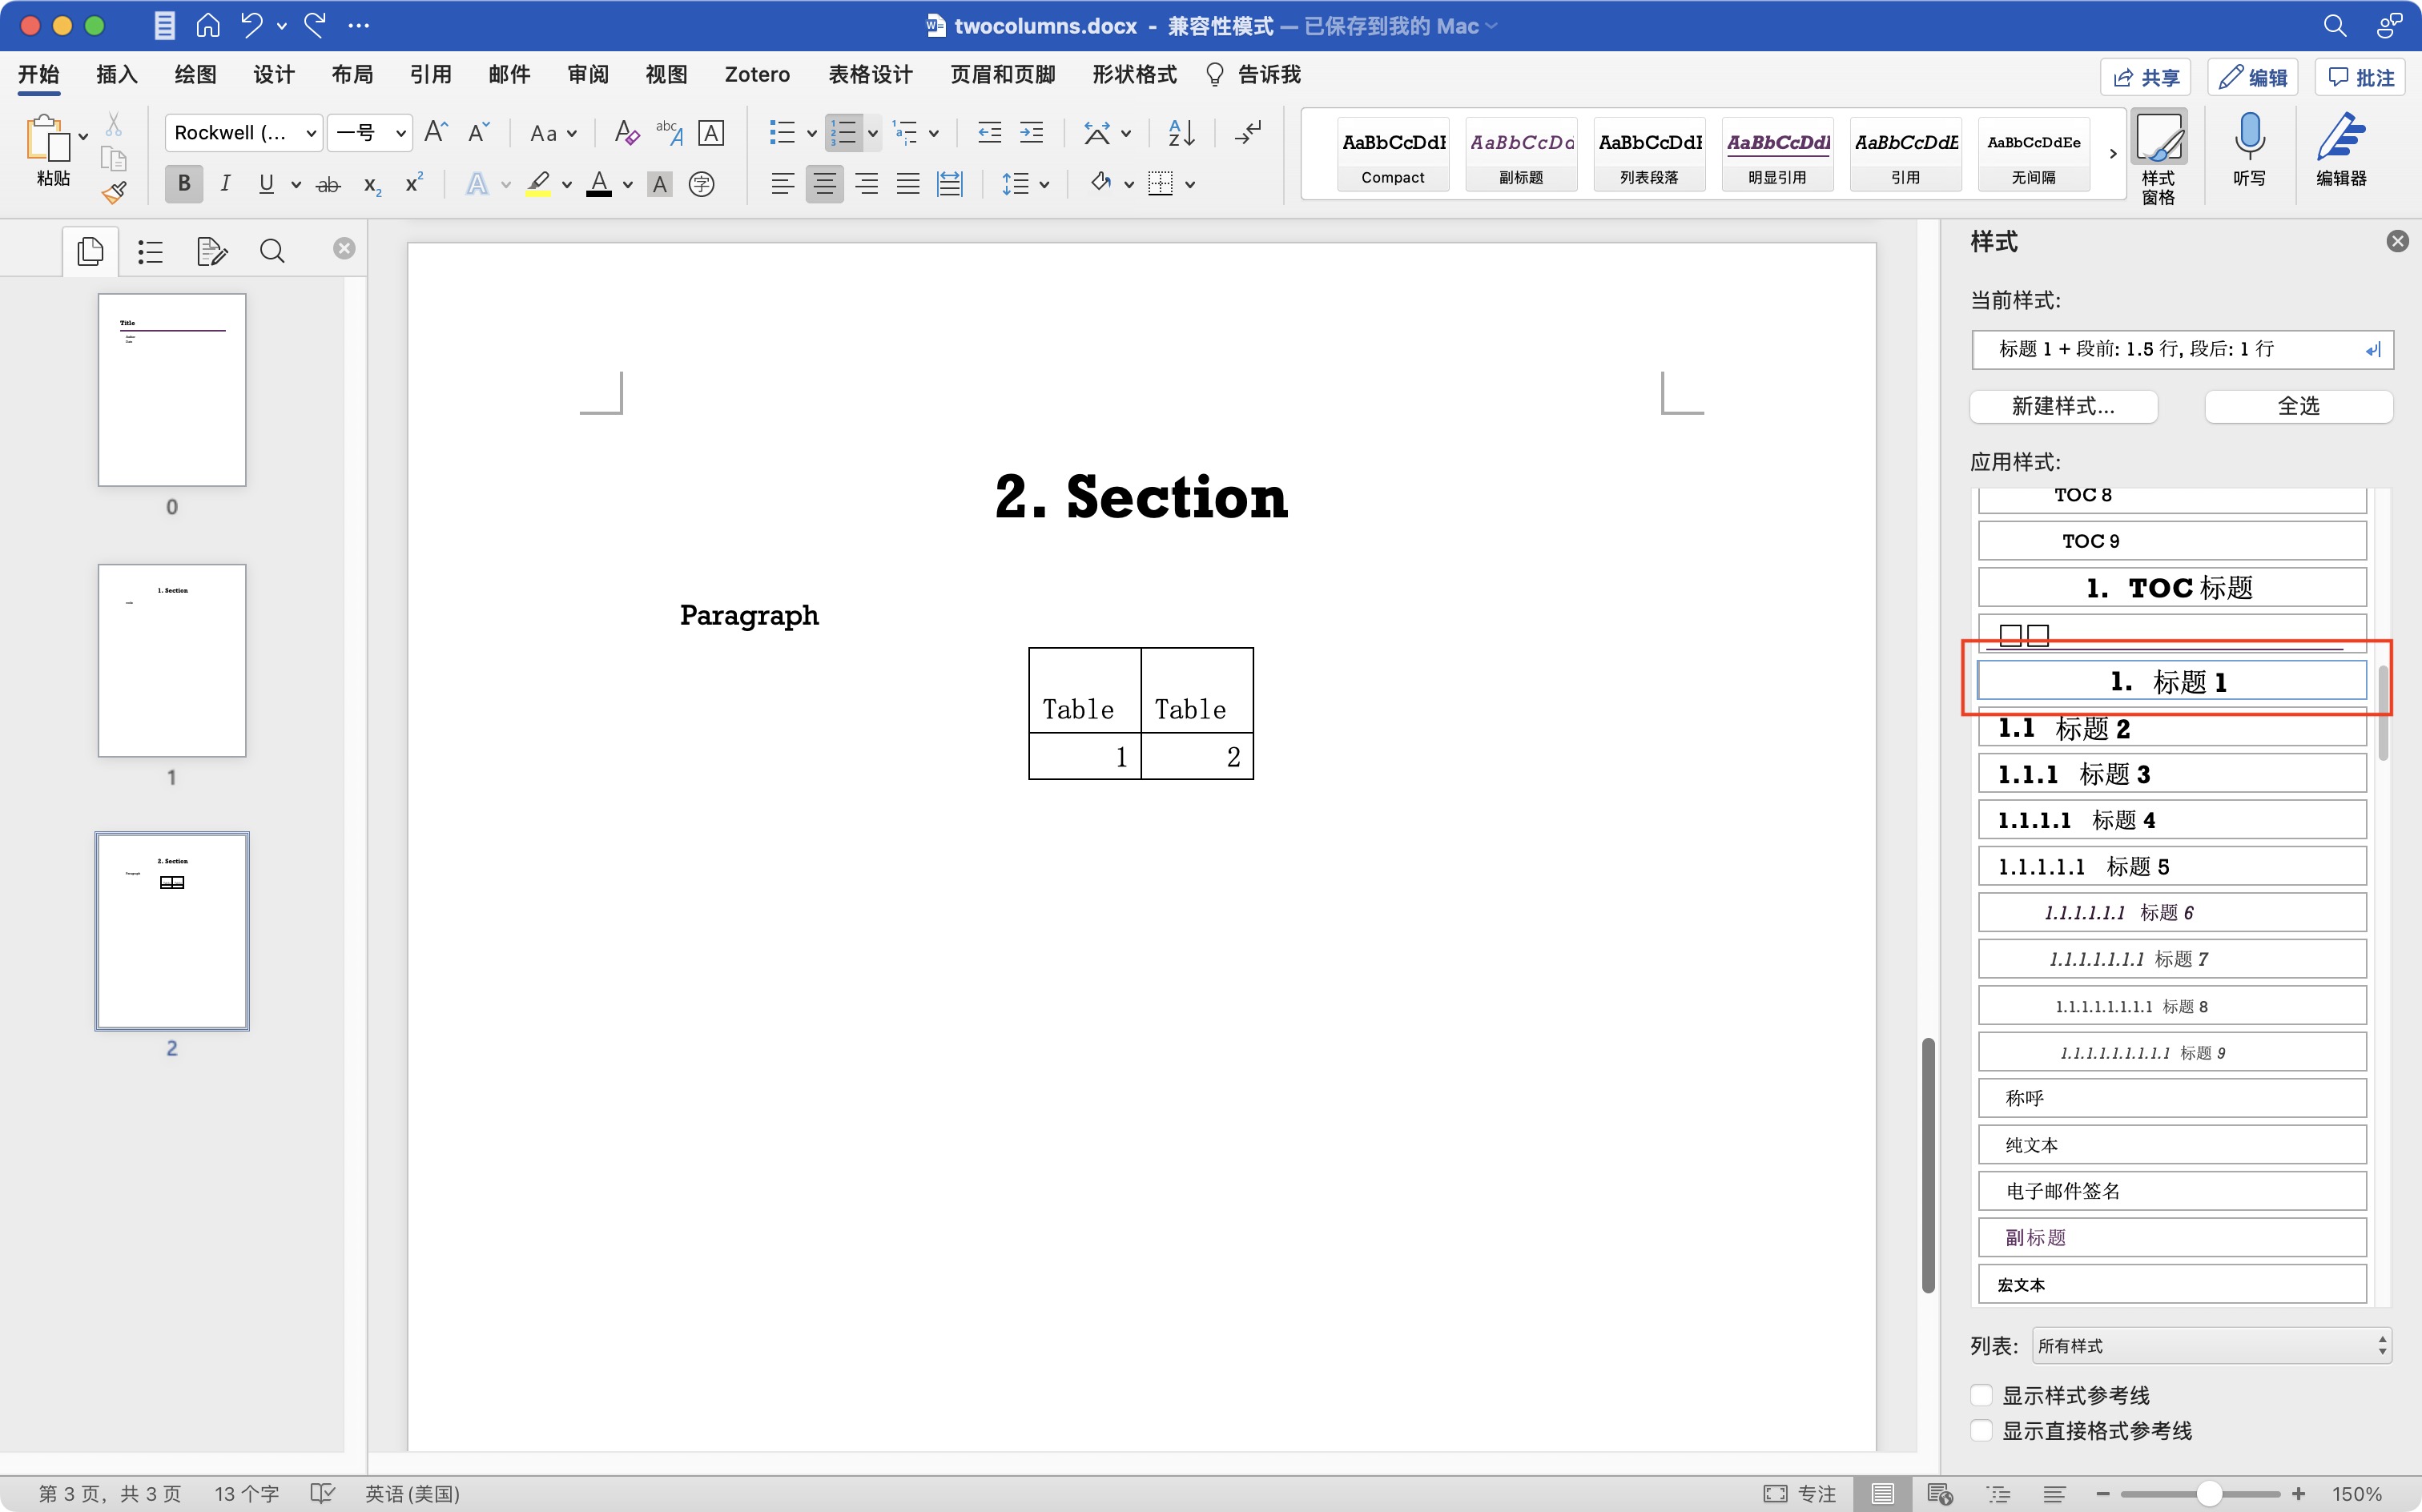 twocolumns.docx - 兼容性模式 — 已保存到我的 Mac
开始 插入 绘图 设计 布局 引用 邮件 审阅 视图 Zotero 表格设计 页眉和页脚 形状格式 告诉我 共享 编辑 批注
粘贴
Rockwell (... 一号
AaBbCcDdE AaBbCcDd AaBbCcDdE AaBbCcDdI AaBbCcDdE AaBbCcDdEe
Compact 副标题 列表段落 明显引用 引用 无间隔
样式
窗格
听写
编辑器
Title
0
1. Section
1
2. Section
Paragraph
2
2. Section
Paragraph
Table Table
1 2
样式
当前样式:
标题 1 + 段前: 1.5 行, 段后: 1 行
新建样式... 全选
应用样式:
TOC 8
TOC 9
1. TOC 标题
1. 标题 1
1.1 标题 2
1.1.1 标题 3
1.1.1.1 标题 4
1.1.1.1.1 标题 5
1.1.1.1.1.1 标题 6
1.1.1.1.1.1.1 标题 7
1.1.1.1.1.1.1.1 标题 8
1.1.1.1.1.1.1.1.1 标题 9
称呼
纯文本
电子邮件签名
副标题
宏文本
列表: 所有样式
显示样式参考线
显示直接格式参考线
第 3 页，共 3 页 13 个字 英语(美国) 专注 150%